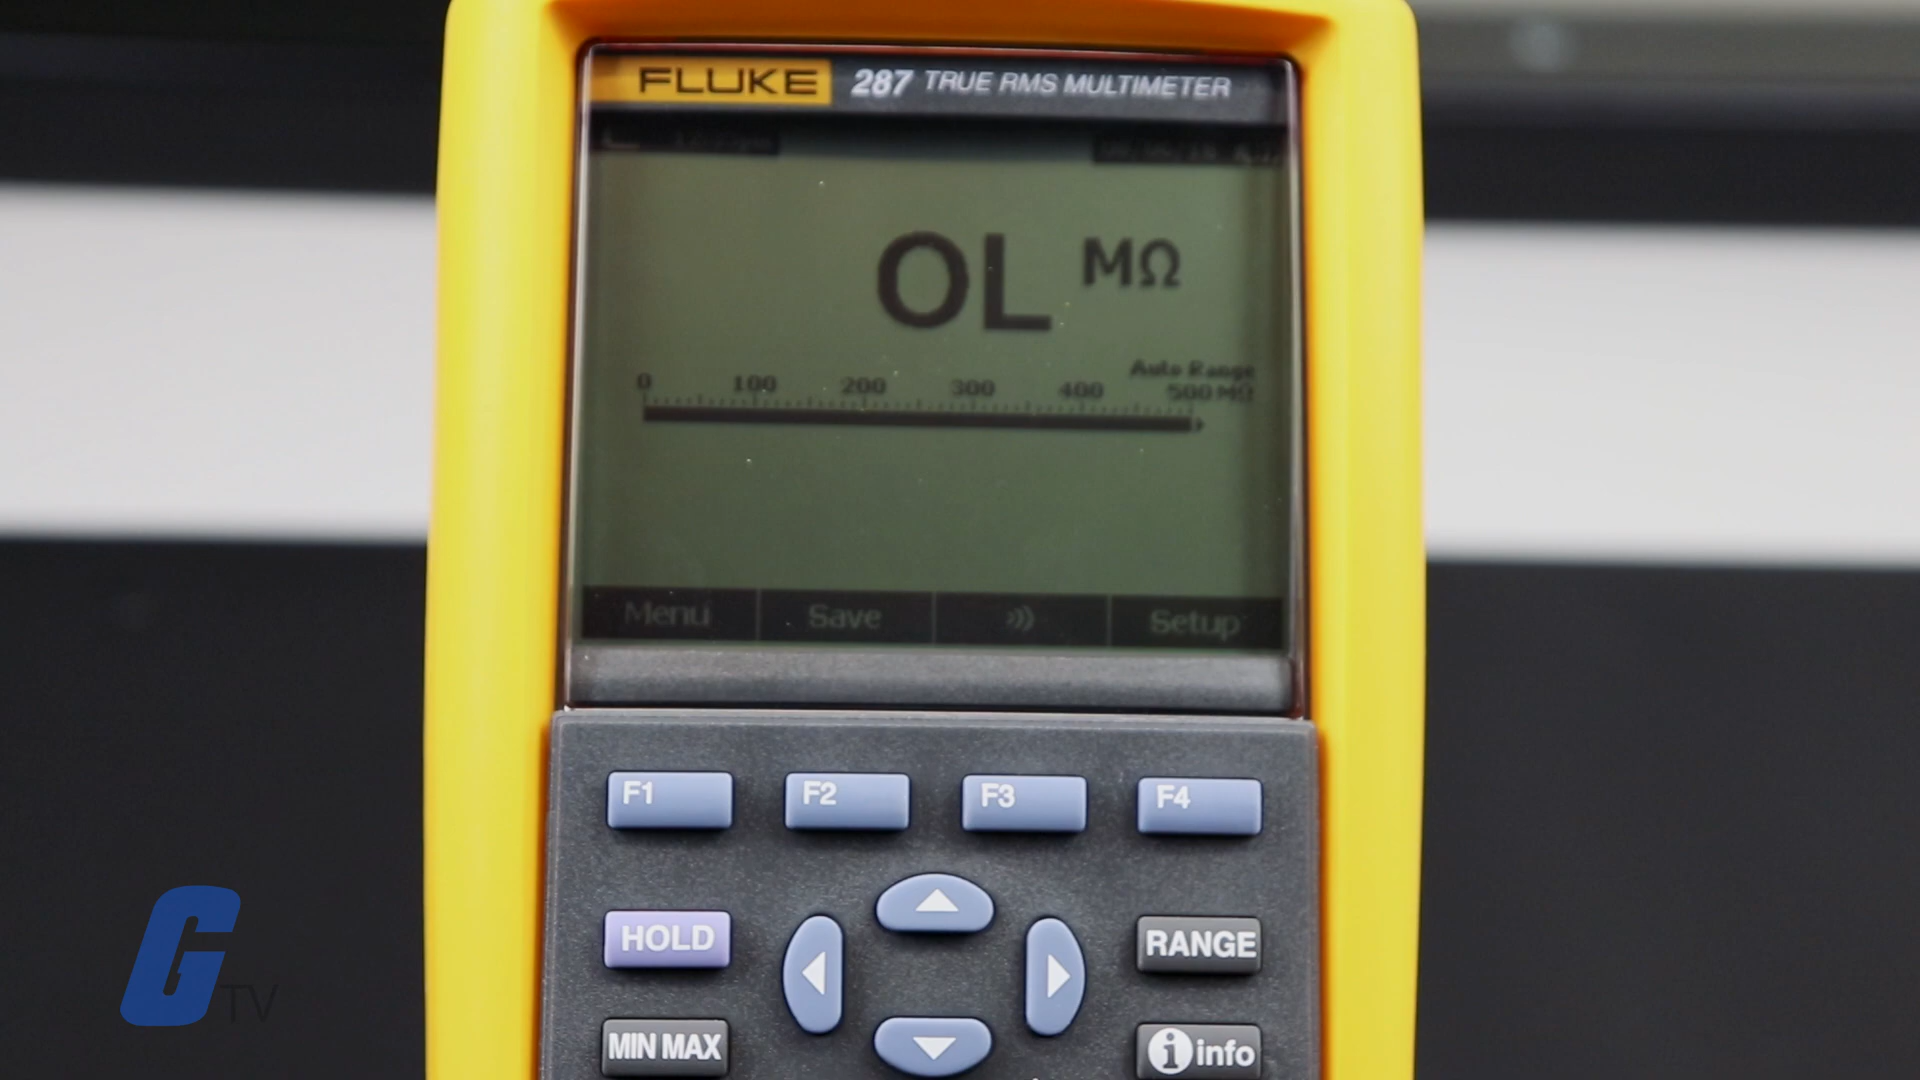 FLUKE 287 TRUE RMS MULTIMETER
OL MΩ
Auto Range
0 100 200 300 400 500 MΩ
Menu Save Setup
F1 F2 F3 F4
HOLD RANGE
MIN MAX i info
GTV